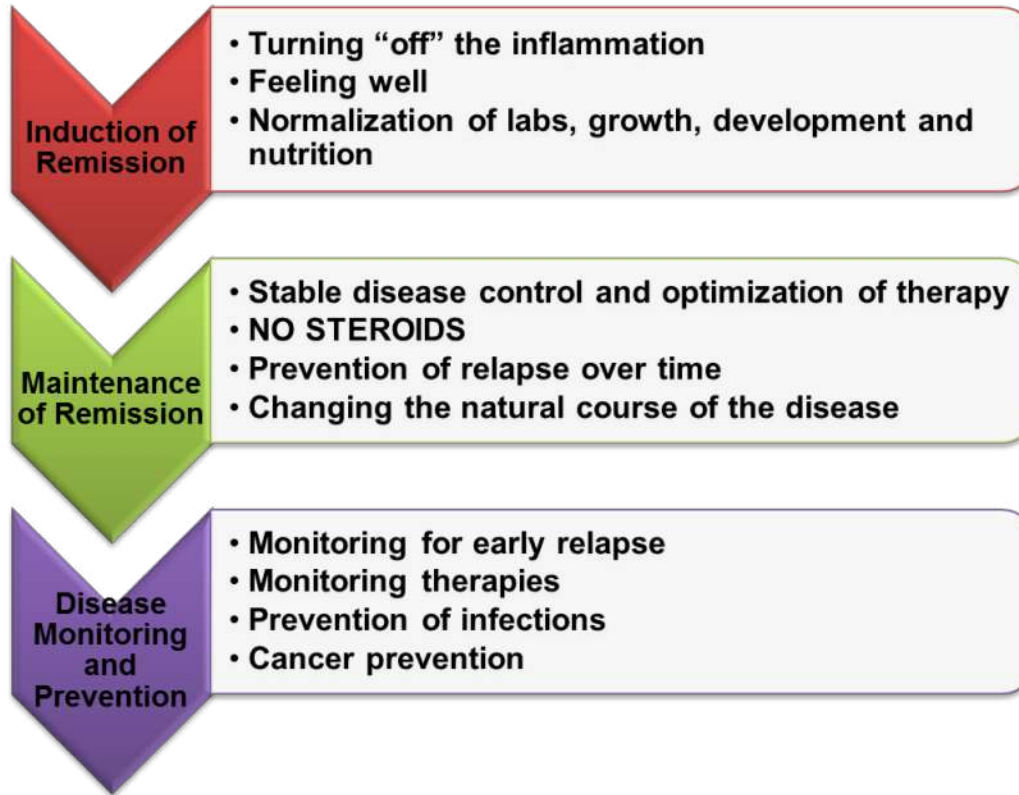 Induction of
Remission
• Turning “off” the inflammation
• Feeling well
• Normalization of labs, growth, development and
nutrition
Maintenance
of Remission
• Stable disease control and optimization of therapy
• NO STEROIDS
• Prevention of relapse over time
• Changing the natural course of the disease
Disease
Monitoring
and
Prevention
• Monitoring for early relapse
• Monitoring therapies
• Prevention of infections
• Cancer prevention